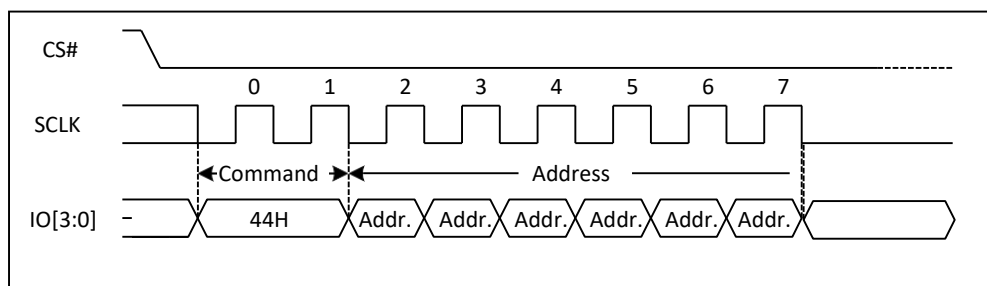 CS#
0 1 2 3 4 5 6 7
SCLK
Command Address
IO[3:0] 44H Addr. Addr. Addr. Addr. Addr. Addr.